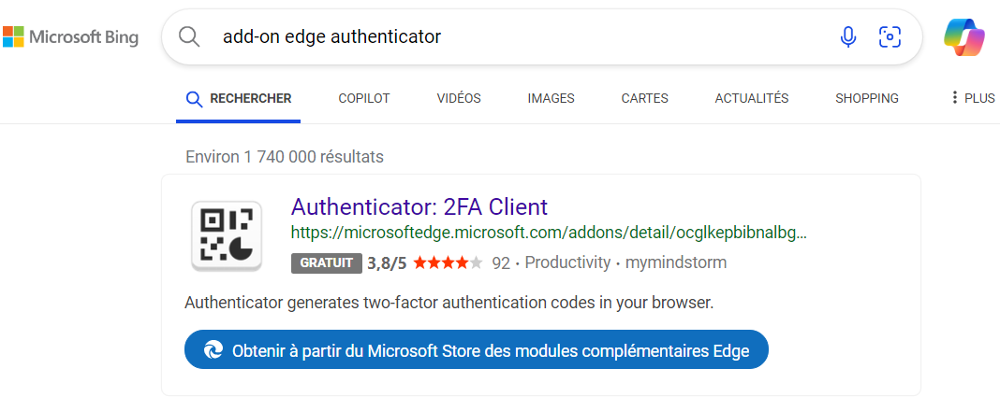 Microsoft Bing
add-on edge authenticator
RECHERCHER COPILOT VIDÉOS IMAGES CARTES ACTUALITÉS SHOPPING PLUS
Environ 1 740 000 résultats
Authenticator: 2FA Client
https://microsoftedge.microsoft.com/addons/detail/ocglkepbibnalbg...
GRATUIT 3,8/5 92 · Productivity · mymindstorm
Authenticator generates two-factor authentication codes in your browser.
Obtenir à partir du Microsoft Store des modules complémentaires Edge